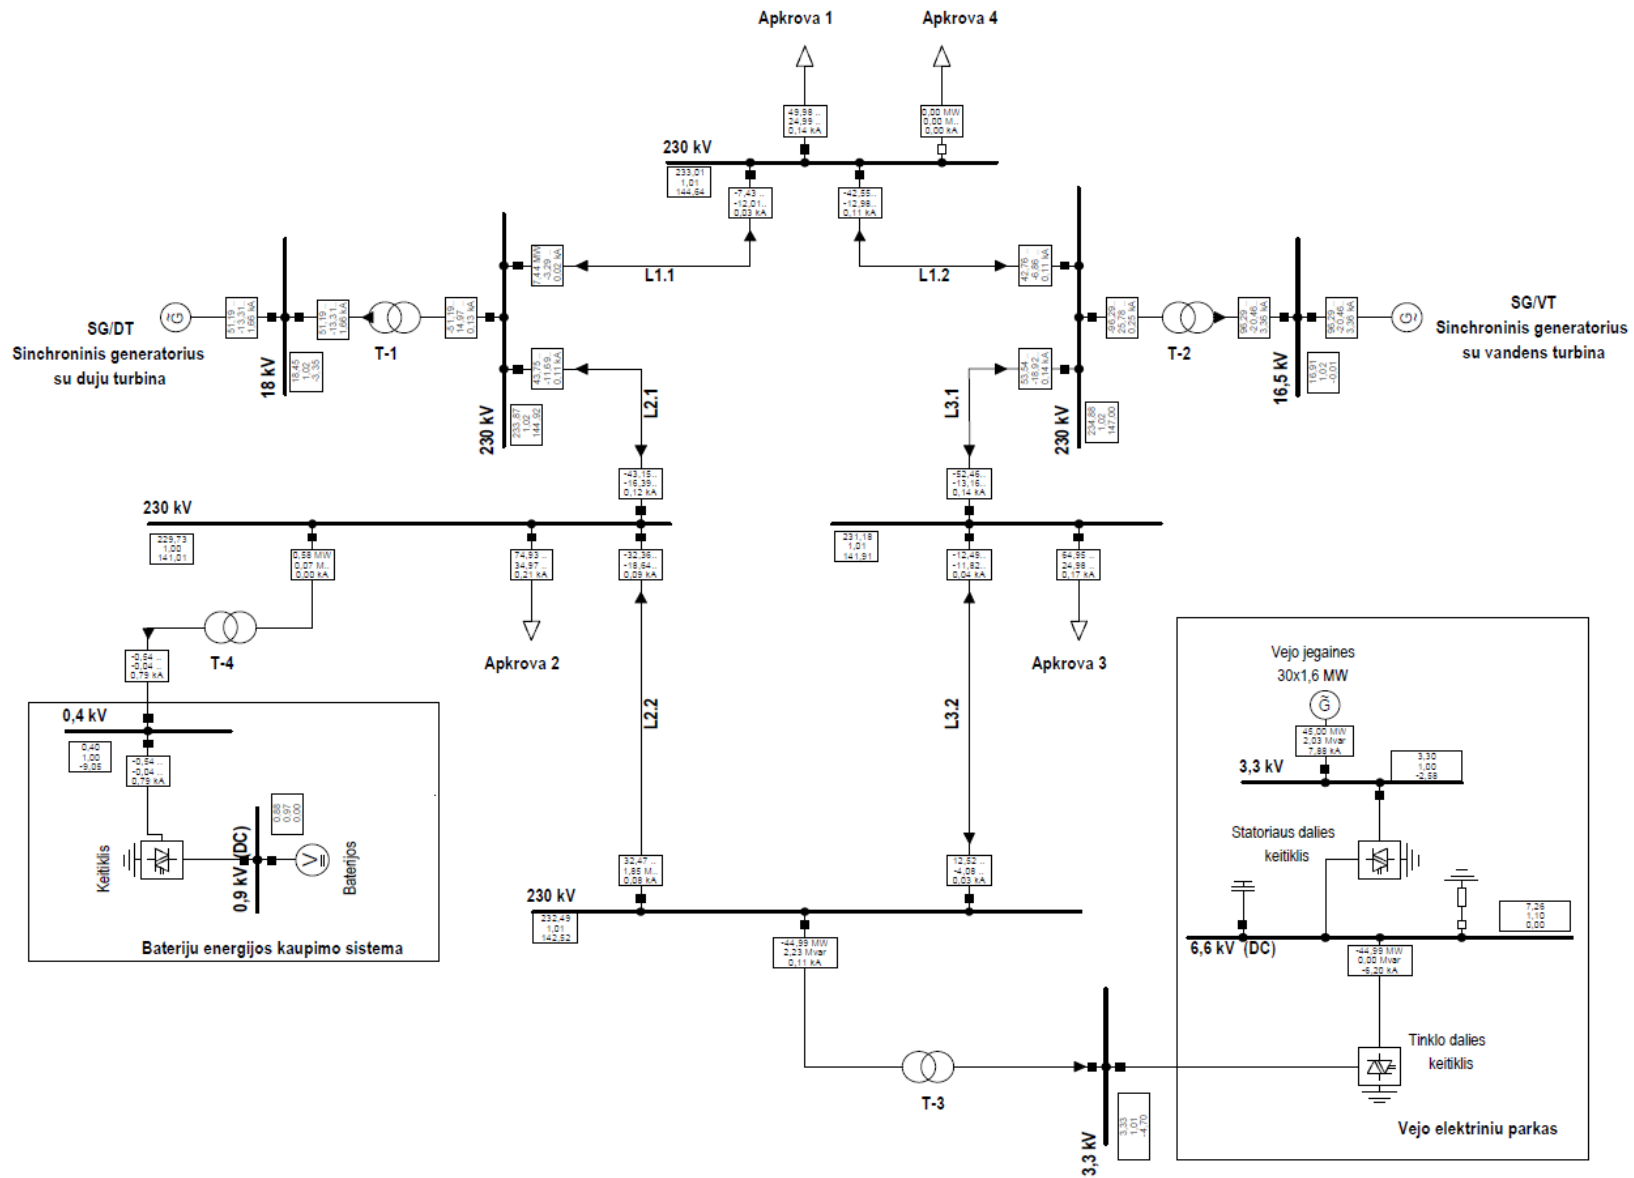 Apkrova 1
Apkrova 4
49,98 ..
24,99 ..
0,14 kA
0,00 MW
0,00 M..
0,00 kA
230 kV
233,01
1,01
144,64
-7,43 ..
-12,01..
0,03 kA
-42,55..
-12,98..
0,11 kA
7,44 MW
-3,29 ..
0,02 kA
L1.1
L1.2
42,76 ..
-6,86 ..
0,11 kA
SG/DT
Sinchroninis generatorius
su duju turbina
G
51,19 ..
-13,31..
1,66 kA
51,19 ..
-13,31..
1,66 kA
T-1
-51,19..
14,97 ..
0,13 kA
18 kV
18,45
1,02
-3,35
43,75 ..
-11,69..
0,11 kA
L2.1
230 kV
233,87
1,02
144,92
-96,29..
25,78 ..
0,25 kA
T-2
96,29 ..
-20,46..
3,36 kA
96,29 ..
-20,46..
3,36 kA
G~
SG/VT
Sinchroninis generatorius
su vandens turbina
16,5 kV
16,91
1,02
-0,01
53,54 ..
-18,92..
0,14 kA
L3.1
230 kV
234,88
1,02
147,00
-43,15..
-16,39..
0,12 kA
-52,46..
-13,16..
0,14 kA
230 kV
229,73
1,00
141,01
0,58 MW
0,07 M..
0,00 kA
74,93 ..
34,97 ..
0,21 kA
-32,36..
-18,64..
0,09 kA
231,18
1,01
141,91
-12,49..
-11,82..
0,04 kA
64,95 ..
24,98 ..
0,17 kA
T-4
Apkrova 2
Apkrova 3
-0,54 ..
-0,04 ..
0,79 kA
0,4 kV
0,40
1,00
-9,05
-0,54 ..
-0,04 ..
0,79 kA
0,88
0,97
0,00
Keitiklis
0,9 kV (DC)
V
Baterijos
Bateriju energijos kaupimo sistema
L2.2
L3.2
Vejo jegaines
30x1,6 MW
G
45,00 MW
2,03 Mvar
7,88 kA
3,3 kV
3,30
1,00
-2,58
Statoriaus dalies
keitiklis
32,47 ..
1,85 M..
0,08 kA
12,52 ..
-4,08 ..
0,03 kA
230 kV
232,49
1,01
142,52
-44,99 MW
2,23 Mvar
0,11 kA
7,26
1,10
0,00
6,6 kV (DC)
-44,99 MW
0,00 Mvar
-6,20 kA
T-3
3,3 kV
3,33
1,01
-4,70
Tinklo dalies
keitiklis
Vejo elektriniu parkas